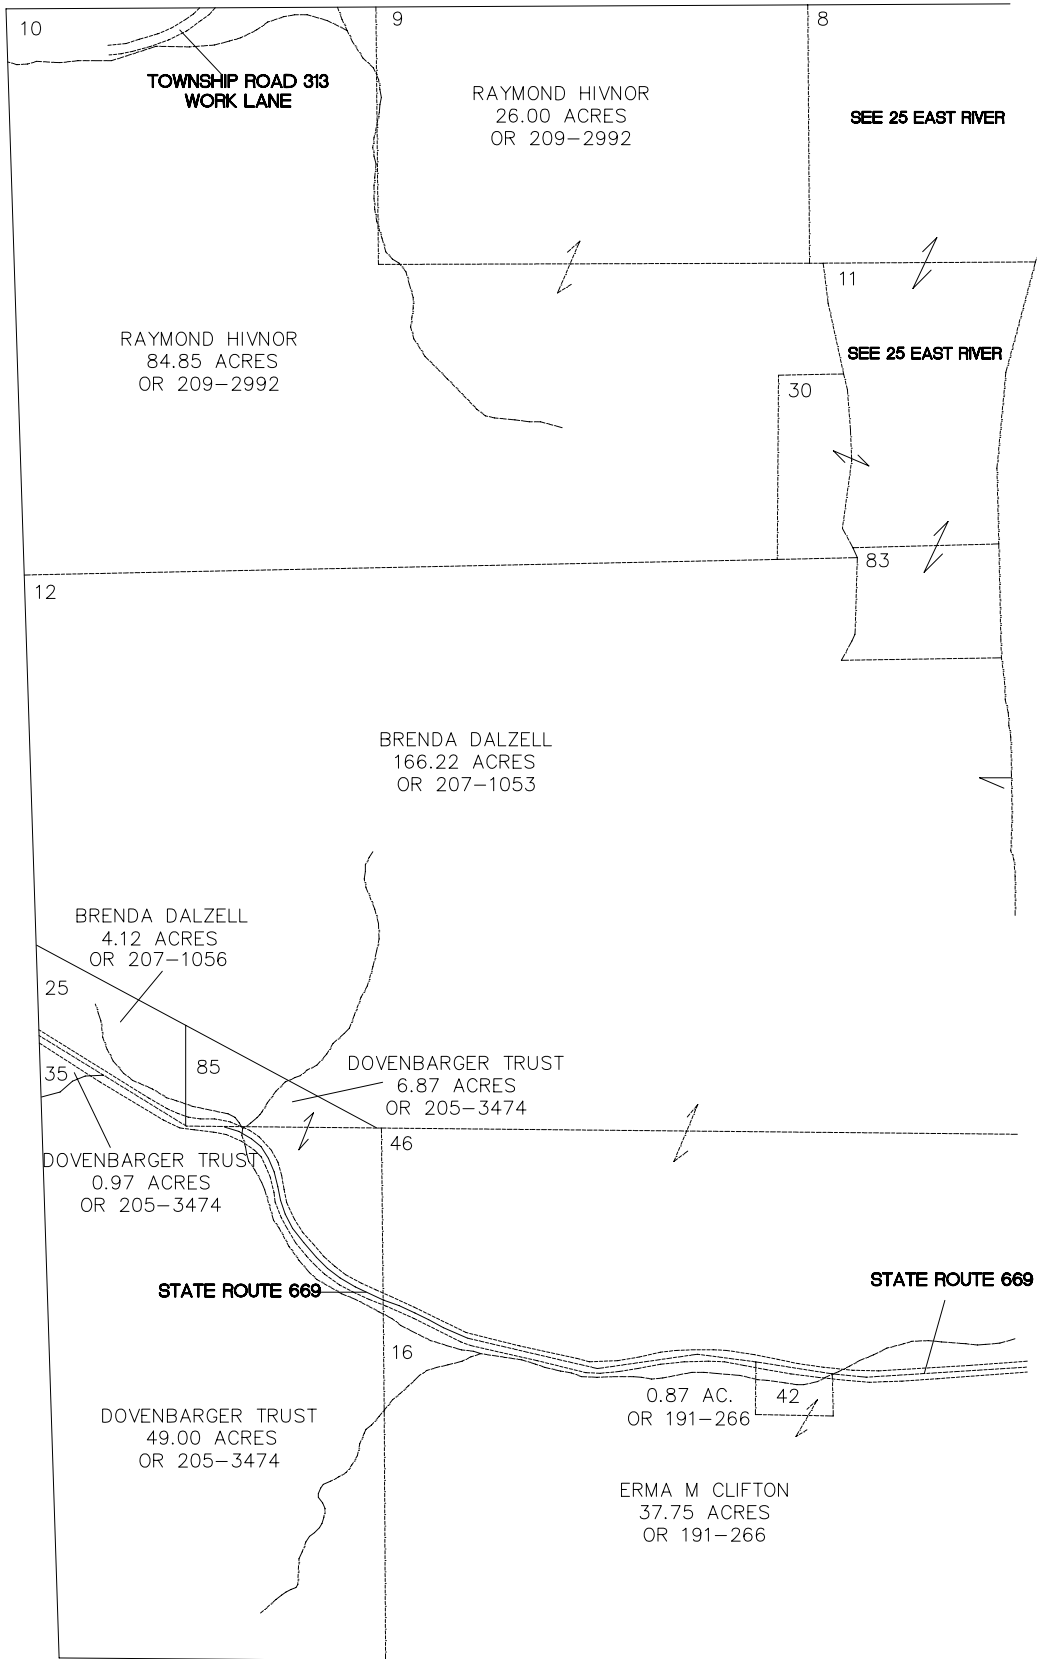 10
9
8
TOWNSHIP ROAD 313
WORK LANE
RAYMOND HIVNOR
26.00 ACRES
OR 209-2992
SEE 25 EAST RIVER
11
RAYMOND HIVNOR
84.85 ACRES
OR 209-2992
SEE 25 EAST RIVER
30
83
12
BRENDA DALZELL
166.22 ACRES
OR 207-1053
BRENDA DALZELL
4.12 ACRES
OR 207-1056
25
35
85
DOVENBARGER TRUST
6.87 ACRES
OR 205-3474
46
DOVENBARGER TRUST
0.97 ACRES
OR 205-3474
STATE ROUTE 669
STATE ROUTE 669
16
0.87 AC.
OR 191-266
42
DOVENBARGER TRUST
49.00 ACRES
OR 205-3474
ERMA M CLIFTON
37.75 ACRES
OR 191-266